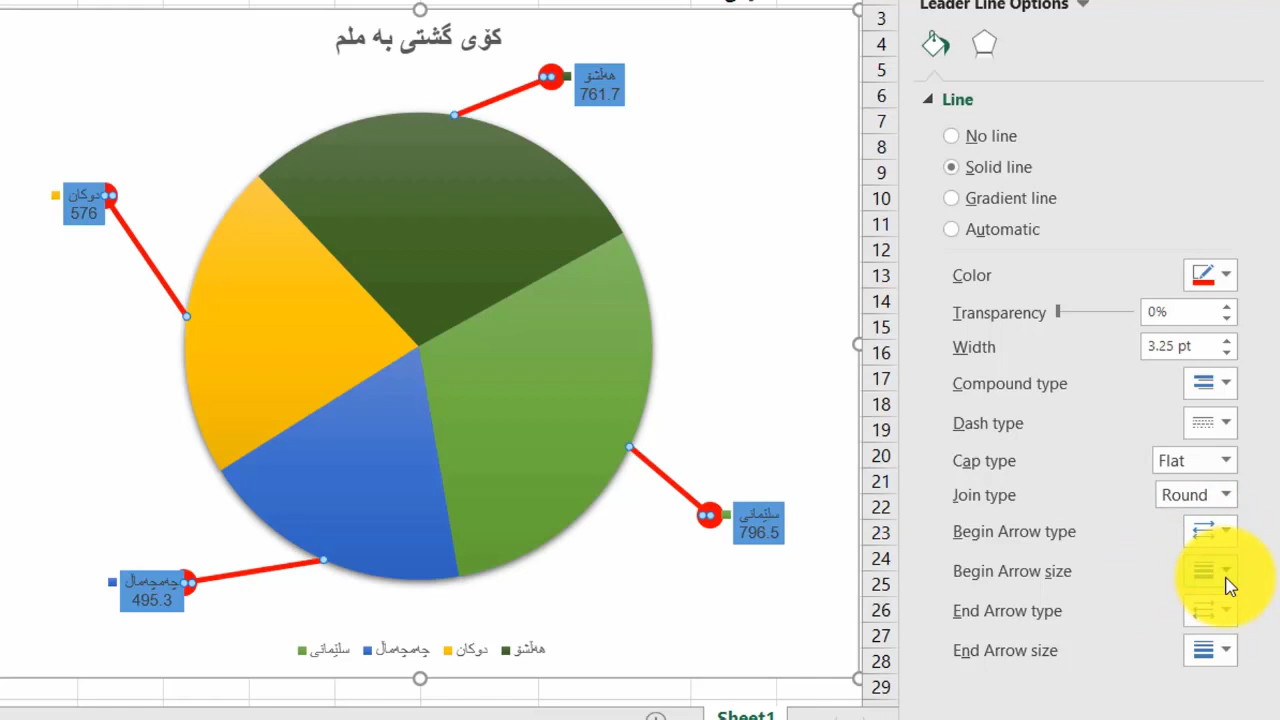 کۆی گشتی بە ملم
هەڵشۆ
761.7
دوکان
576
سلێمانی
796.5
چەمچەماڵ
495.3
سلێمانی
چەمچەماڵ
دوکان
هەڵشۆ
3
4
5
6
7
8
9
10
11
12
13
14
15
16
17
18
19
20
21
22
23
24
25
26
27
28
29
Sheet1
Leader Line Options
Line
No line
Solid line
Gradient line
Automatic
Color
Transparency
0%
Width
3.25 pt
Compound type
Dash type
Cap type
Flat
Join type
Round
Begin Arrow type
Begin Arrow size
End Arrow type
End Arrow size